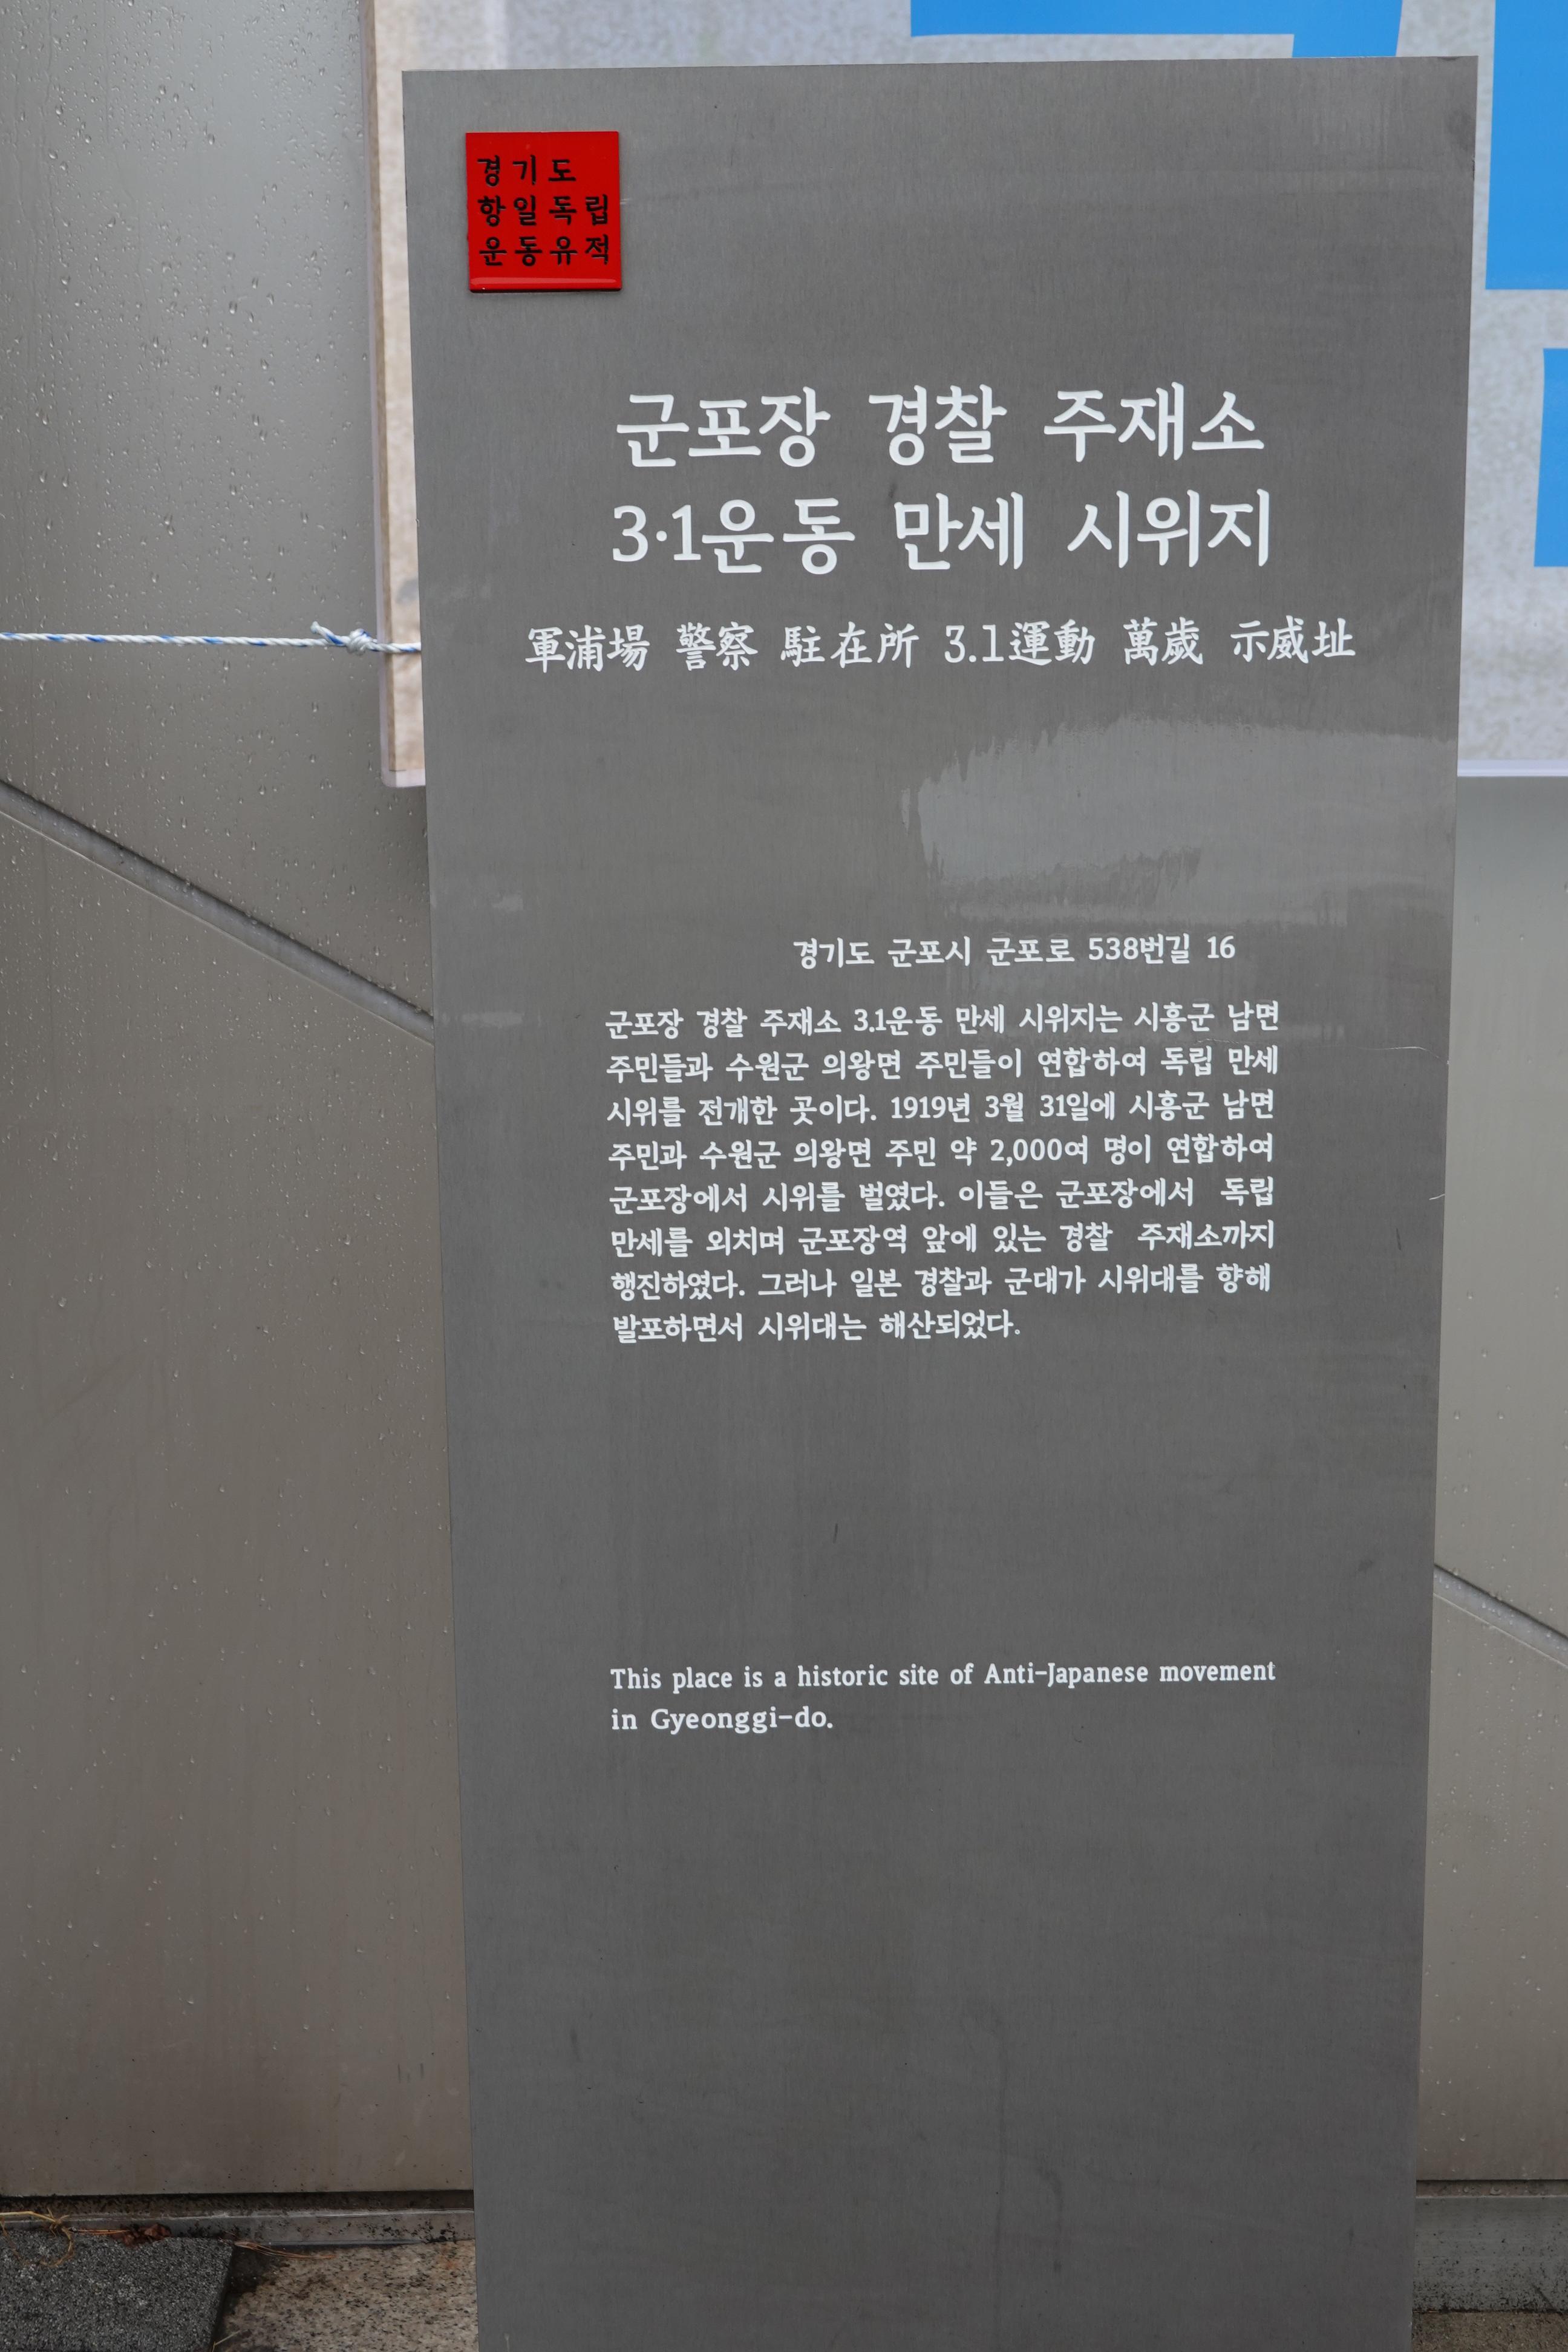 경기도
항일독립
운동유적
군포장 경찰 주재소
3·1운동 만세 시위지
軍浦場 警察 駐在所 3.1運動 萬歲 示威址
경기도 군포시 군포로 538번길 16
군포장 경찰 주재소 3.1운동 만세 시위지는 시흥군 남면
주민들과 수원군 의왕면 주민들이 연합하여 독립 만세
시위를 전개한 곳이다. 1919년 3월 31일에 시흥군 남면
주민과 수원군 의왕면 주민 약 2,000여 명이 연합하여
군포장에서 시위를 벌였다. 이들은 군포장에서 독립
만세를 외치며 군포장역 앞에 있는 경찰 주재소까지
행진하였다. 그러나 일본 경찰과 군대가 시위대를 향해
발포하면서 시위대는 해산되었다.
This place is a historic site of Anti-Japanese movement
in Gyeonggi-do.